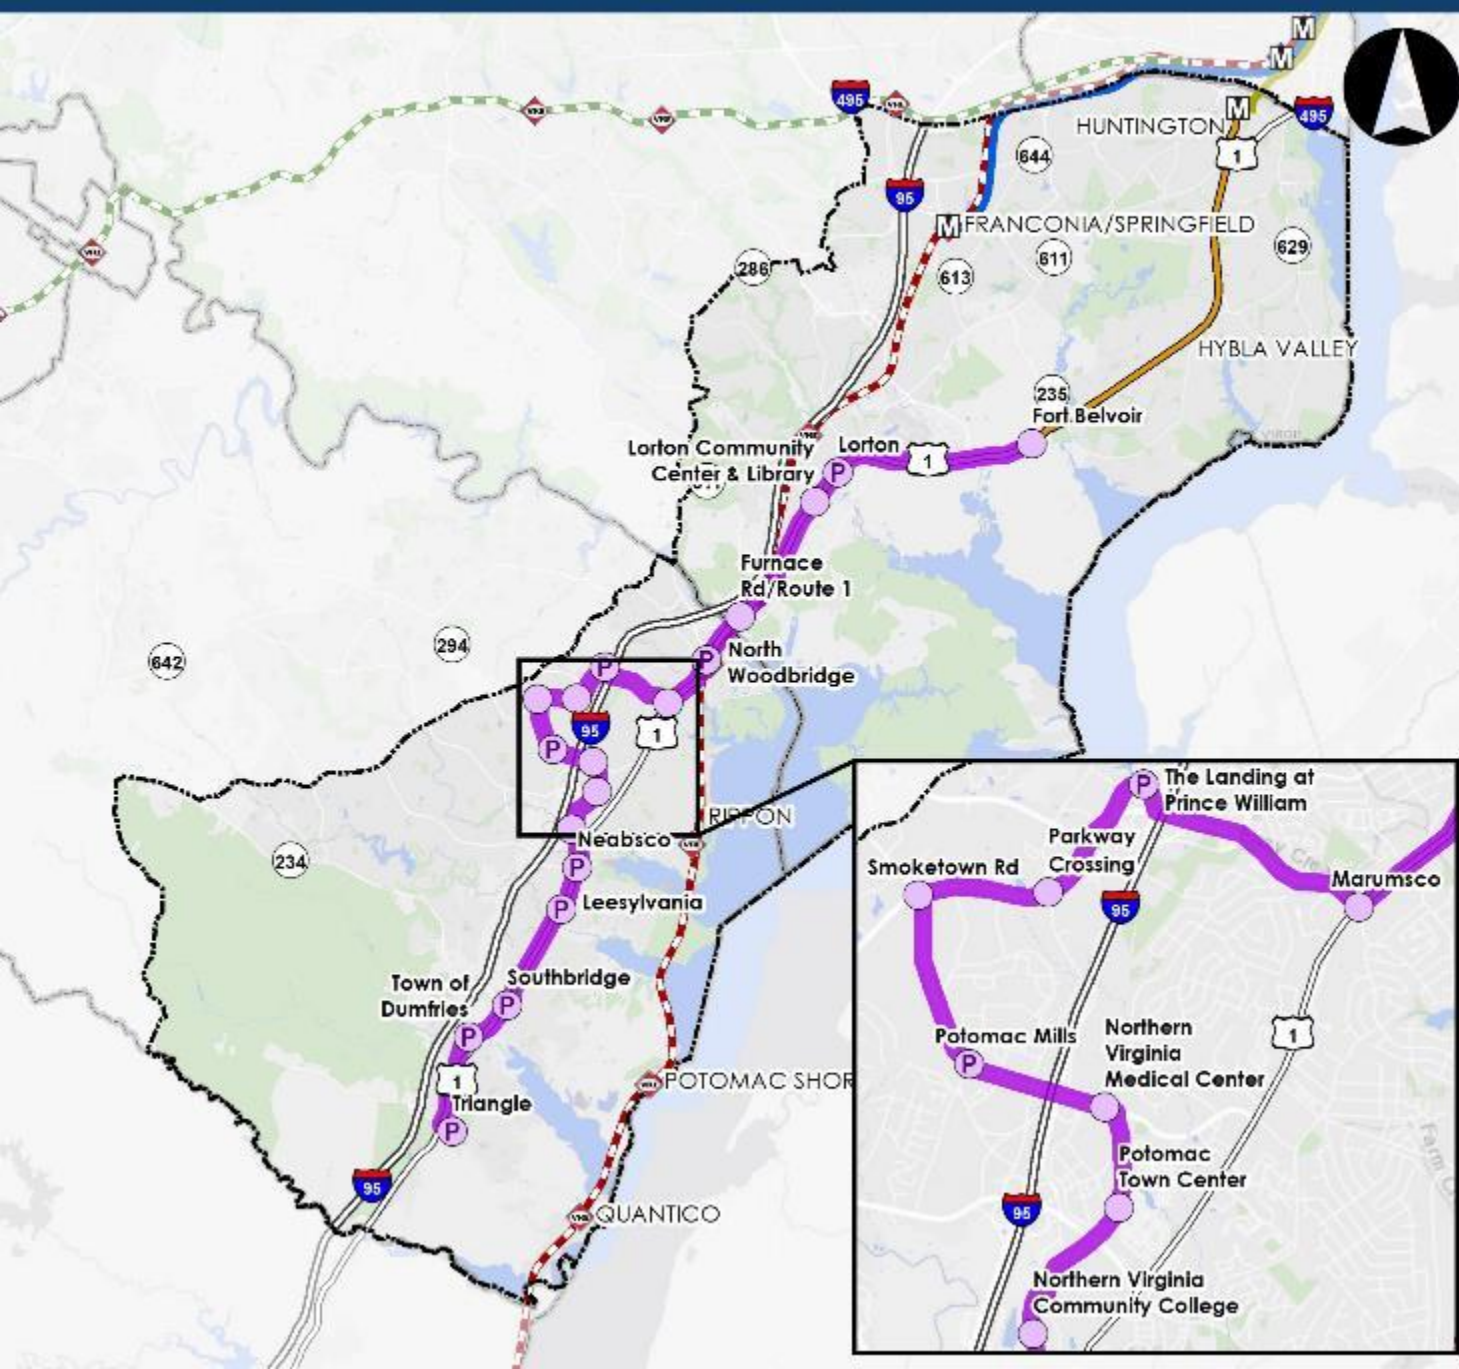 M
M
495
VRE
M
495
HUNTINGTON
1
644
95
M FRANCONIA/SPRINGFIELD
629
611
613
286
VRE
HYBLA VALLEY
235
Fort Belvoir
Lorton Community
Center & Library
Lorton
1
P
Furnace
Rd/Route 1
294
642
P
P
North
Woodbridge
95
1
P
RIPPON
Neabsco
P
Leesylvania
P
234
Southbridge
P
Town of
Dumfries
P
1
Triangle
P
POTOMAC SHOR
95
QUANTICO
P
The Landing at
Prince William
Parkway
Crossing
Smoketown Rd
Marumsco
95
Potomac Mills
P
Northern
Virginia
Medical Center
1
Potomac
Town Center
95
Northern Virginia
Community College